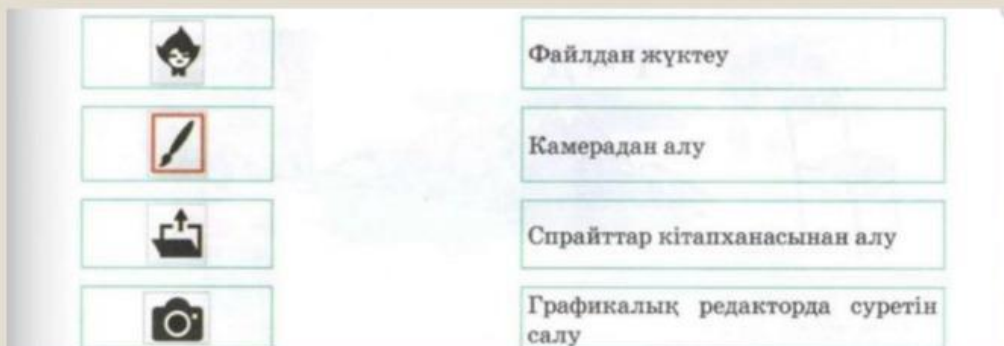 Файлдан жүктеу
Камерадан алу
Спрайттар кітапханасынан алу
Графикалық редакторда суретін
салу